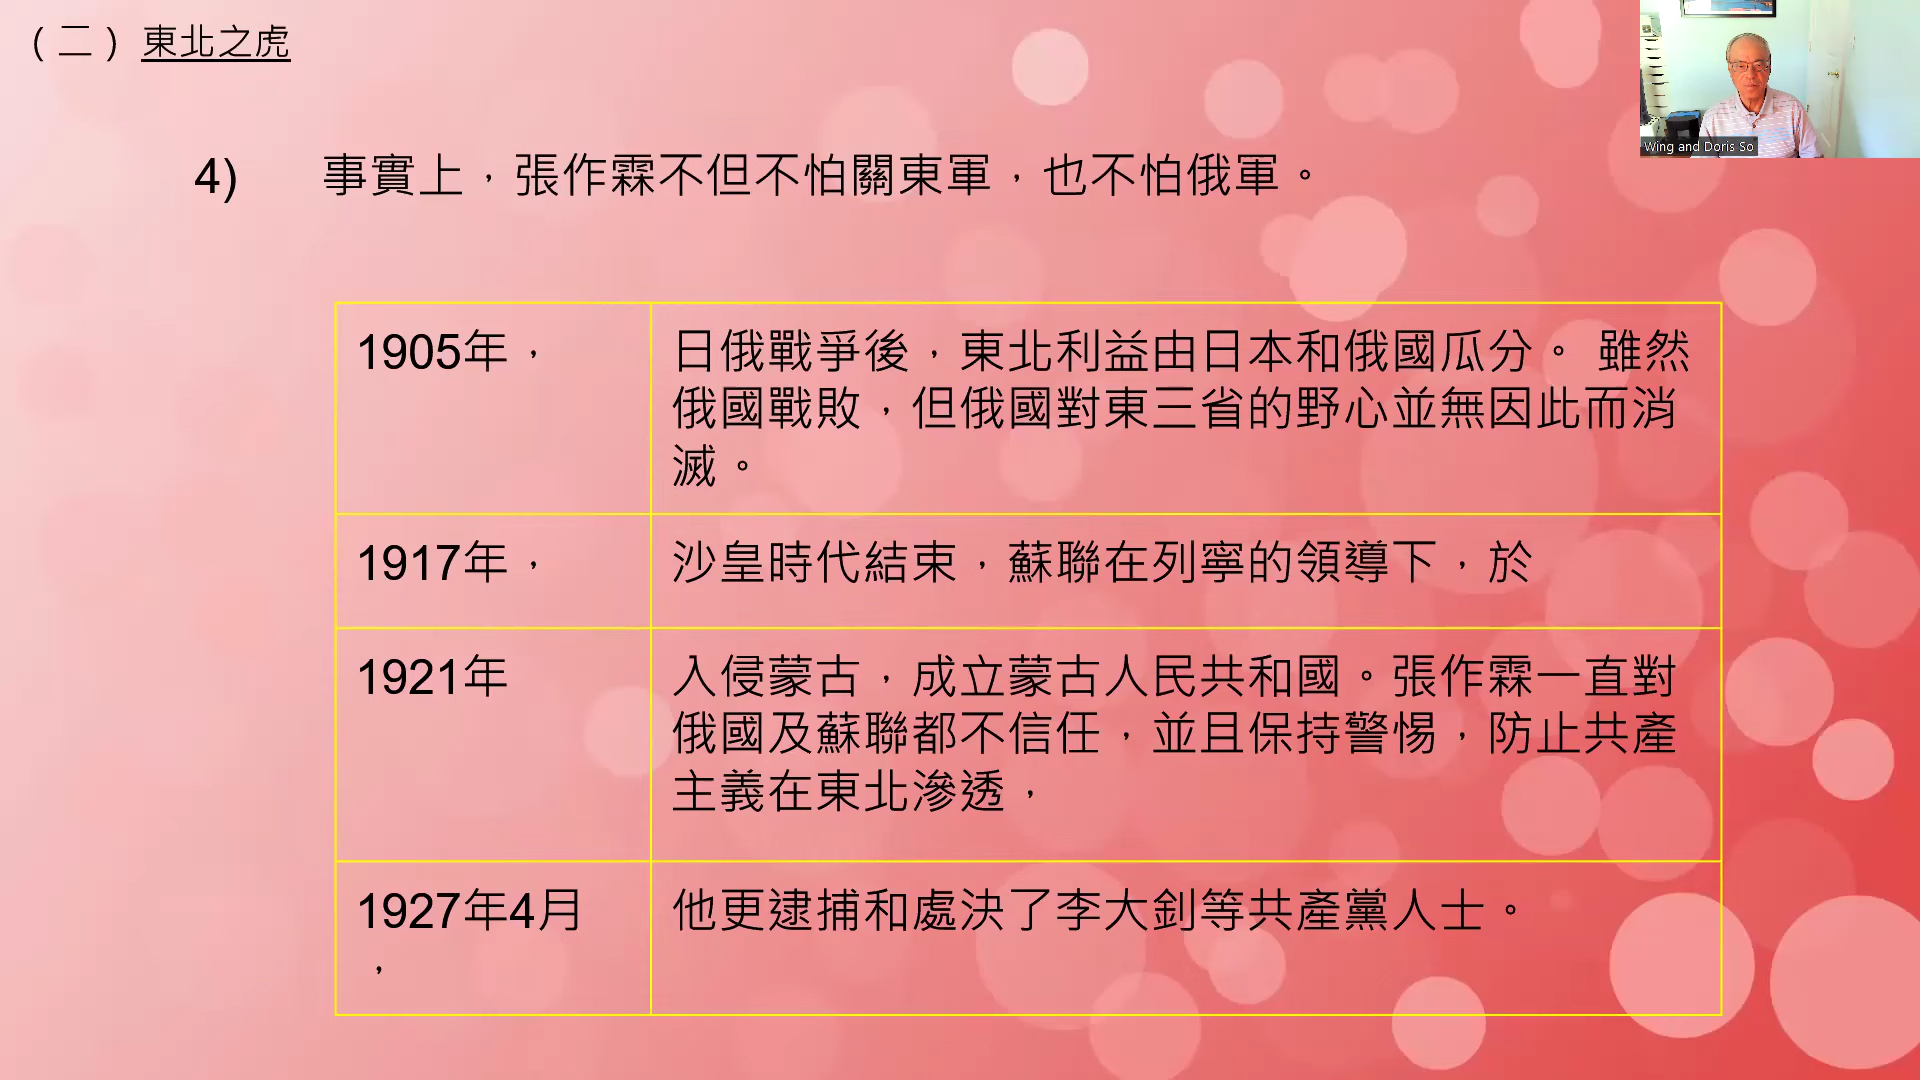 （二）東北之虎
Wing and Doris So
4) 事實上，張作霖不但不怕關東軍，也不怕俄軍。
1905年， 日俄戰爭後，東北利益由日本和俄國瓜分。 雖然
俄國戰敗，但俄國對東三省的野心並無因此而消
滅。
1917年， 沙皇時代結束，蘇聯在列寧的領導下，於
1921年 入侵蒙古，成立蒙古人民共和國。張作霖一直對
俄國及蘇聯都不信任，並且保持警惕，防止共產
主義在東北滲透，
1927年4月 他更逮捕和處決了李大釗等共產黨人士。
，